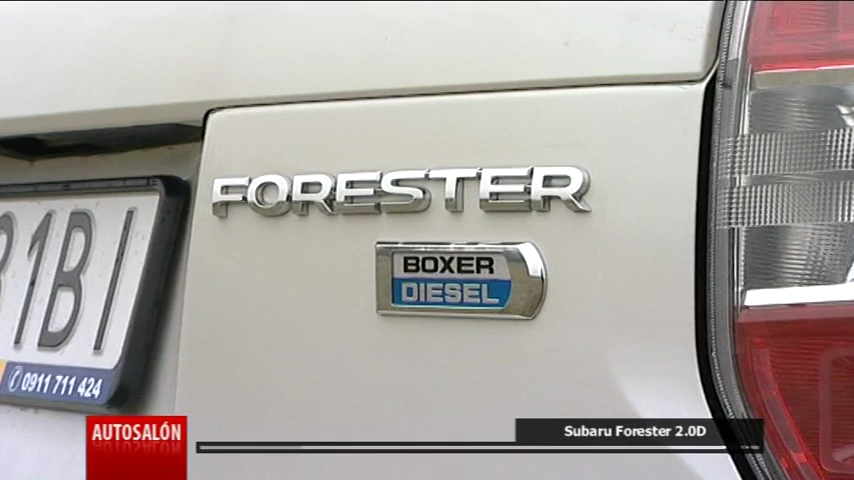 FORESTER
BOXER
DIESEL
1BI
0911 711 424
AUTOSALÓN
Subaru Forester 2.0D